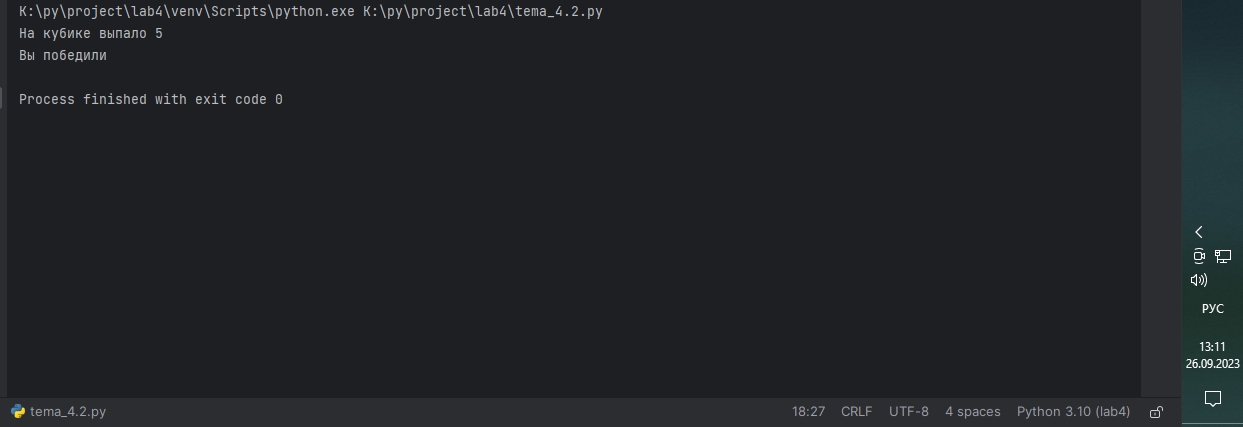 K:\py\project\lab4\venv\Scripts\python.exe K:\py\project\lab4\tema_4.2.py
На кубике выпало 5
Вы победили
Process finished with exit code 0
РУС
13:11
26.09.2023
tema_4.2.py 18:27 CRLF UTF-8 4 spaces Python 3.10 (lab4)